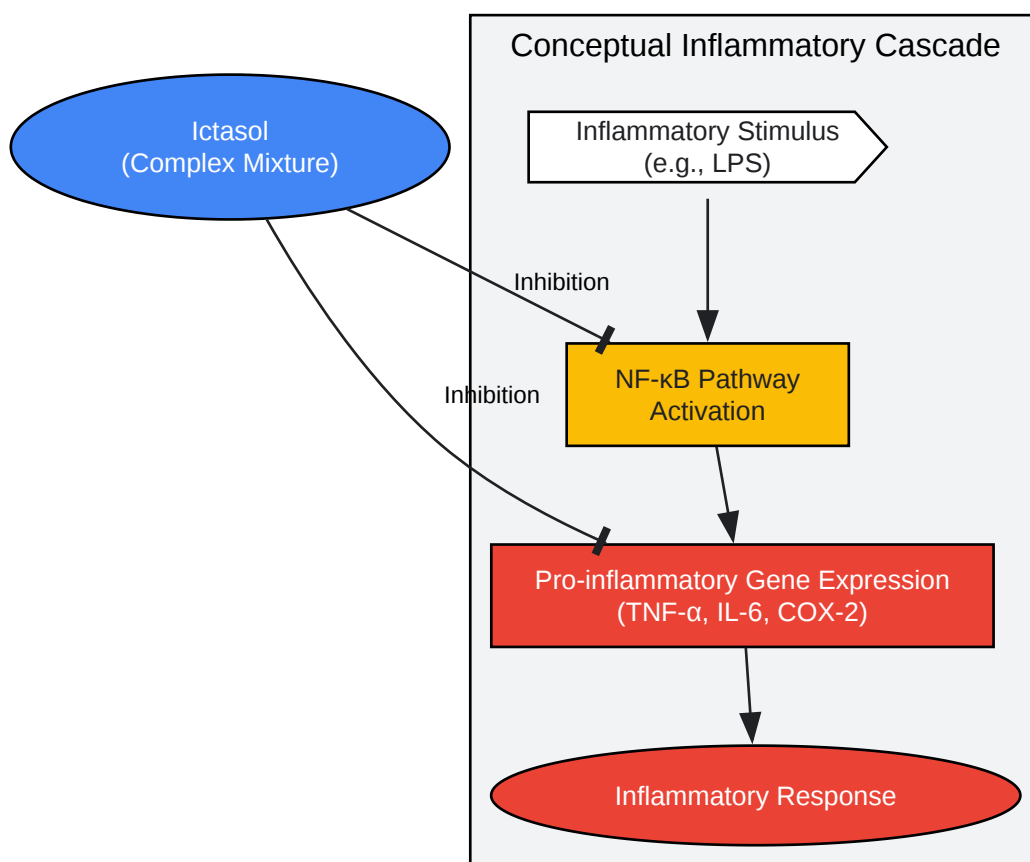 Conceptual Inflammatory Cascade
Ictasol
(Complex Mixture)
Inflammatory Stimulus
(e.g., LPS)
Inhibition
NF-κB Pathway
Activation
Inhibition
Pro-inflammatory Gene Expression
(TNF-α, IL-6, COX-2)
Inflammatory Response